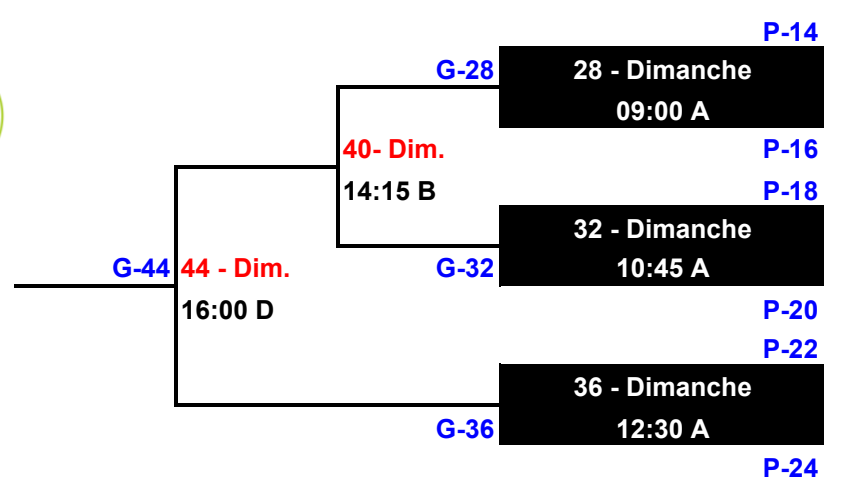 P-14
G-28
28 - Dimanche
09:00 A
40- Dim.
P-16
14:15 B
P-18
32 - Dimanche
G-44
44 - Dim.
G-32
10:45 A
16:00 D
P-20
P-22
36 - Dimanche
G-36
12:30 A
P-24